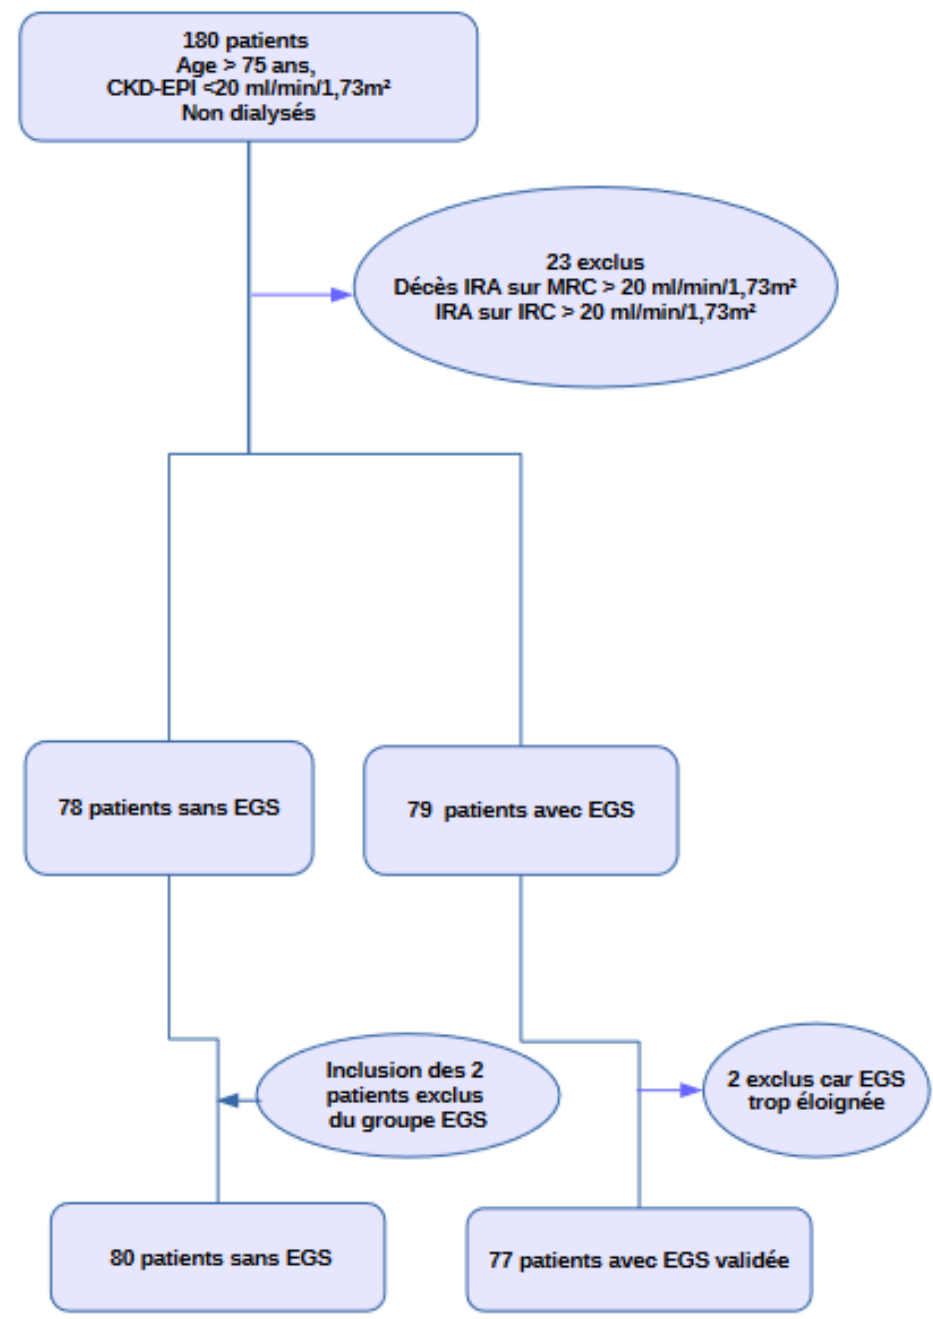 180 patients
Age > 75 ans,
CKD-EPI <20 ml/min/1,73m²
Non dialysés
23 exclus
Décès IRA sur MRC > 20 ml/min/1,73m²
IRA sur IRC > 20 ml/min/1,73m²
78 patients sans EGS
79 patients avec EGS
Inclusion des 2
patients exclus
du groupe EGS
2 exclus car EGS
trop éloignée
80 patients sans EGS
77 patients avec EGS validée